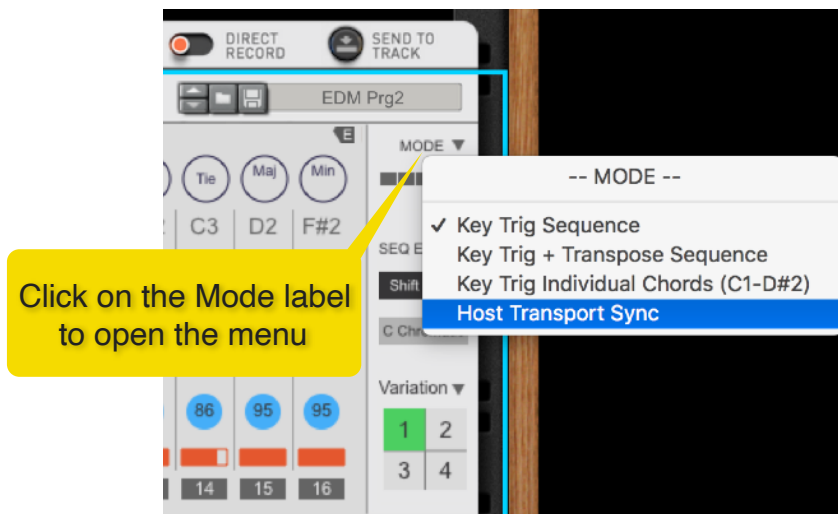 DIRECT
RECORD
SEND TO
TRACK
EDM Prg2
E
MODE
-- MODE --
Tie
Maj
Min
✓ Key Trig Sequence
C3
D2
F#2
Key Trig + Transpose Sequence
SEQ E
Key Trig Individual Chords (C1-D#2)
Shift
Host Transport Sync
Click on the Mode label
to open the menu
Variation
86
95
95
1
2
3
4
14
15
16